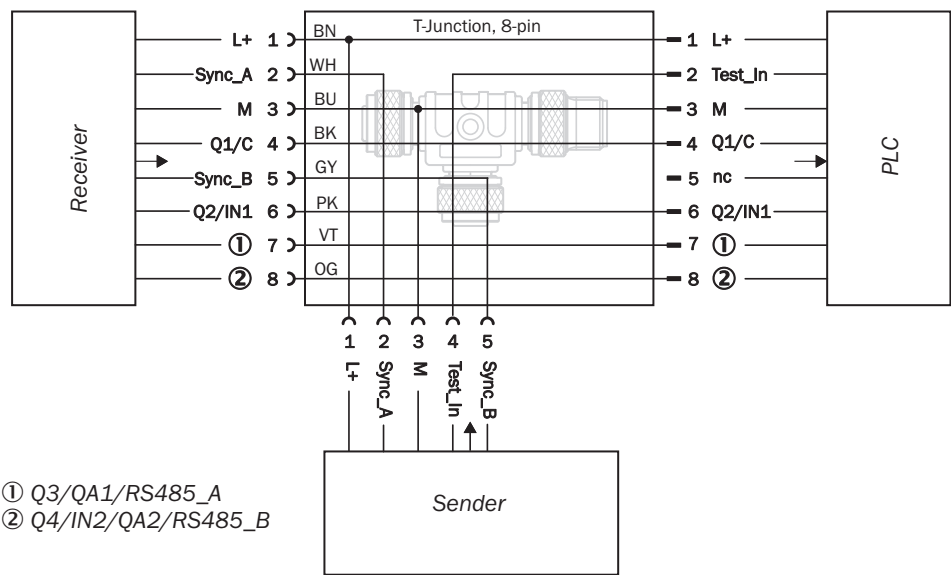 T-Junction, 8-pin
L+ 1 BN 1 L+
Sync_A 2 WH 2 Test_In
M 3 BU 3 M
Q1/C 4 BK 4 Q1/C
Sync_B 5 GY 5 nc
Q2/IN1 6 PK 6 Q2/IN1
① 7 VT 7 ①
② 8 OG 8 ②
Receiver
PLC
1 2 3 4 5
L+ Sync_A M Test_In Sync_B
Sender
① Q3/QA1/RS485_A
② Q4/IN2/QA2/RS485_B